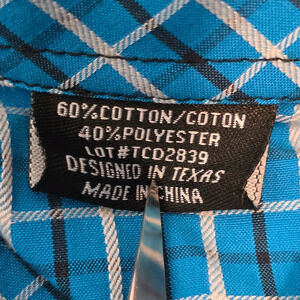 60%COTTON/COTON
40%POLYESTER
LOT#TCD2839
DESIGNED IN TEXAS
MADE IN CHINA